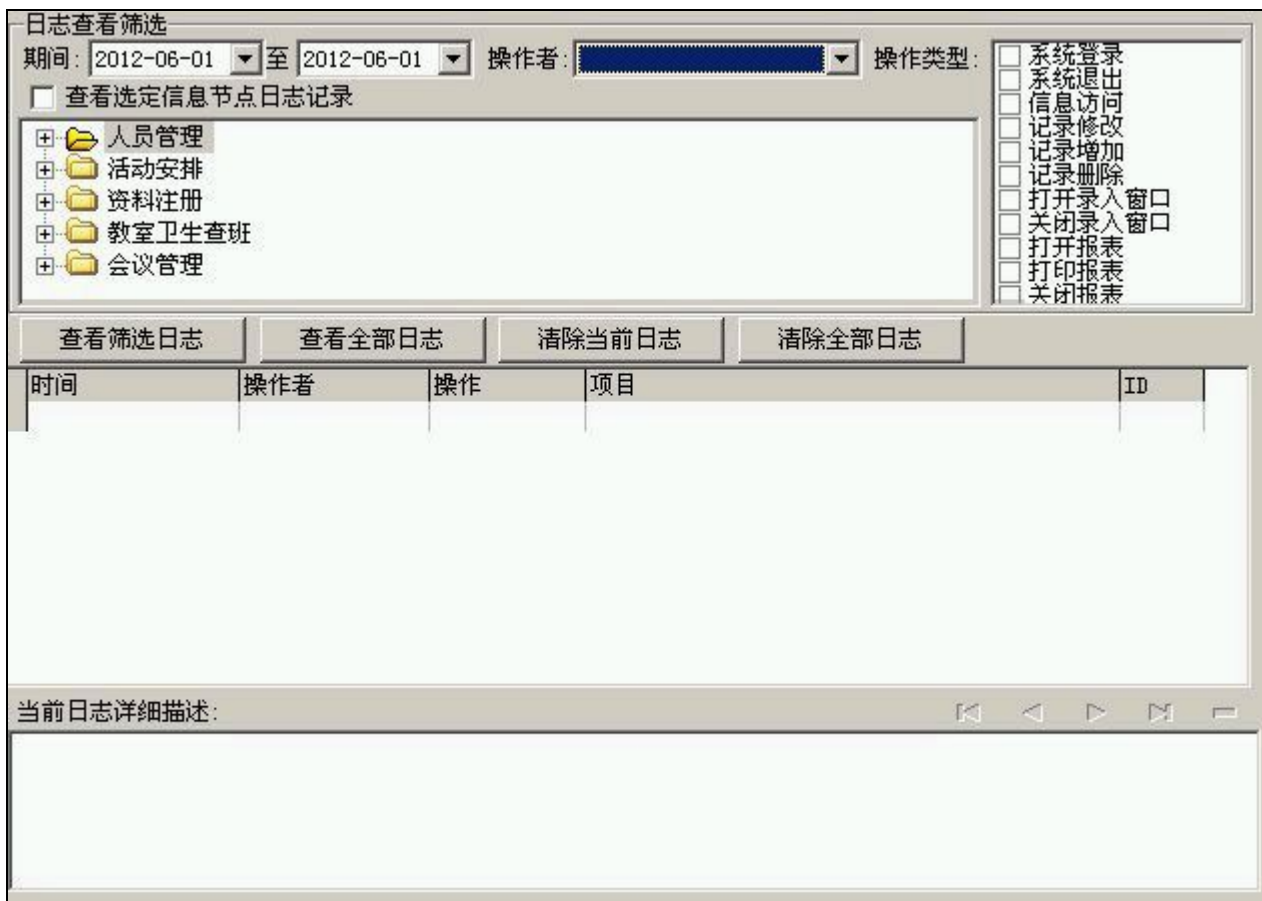 日志查看筛选
期间: 2012-06-01 至 2012-06-01 操作者: 操作类型:
系统登录
系统退出
信息访问
记录修改
记录增加
记录删除
打开录入窗口
关闭录入窗口
打开报表
打印报表
关闭报表
查看选定信息节点日志记录
人员管理
活动安排
资料注册
教室卫生查班
会议管理
查看筛选日志 查看全部日志 清除当前日志 清除全部日志
时间 操作者 操作 项目 ID
当前日志详细描述: